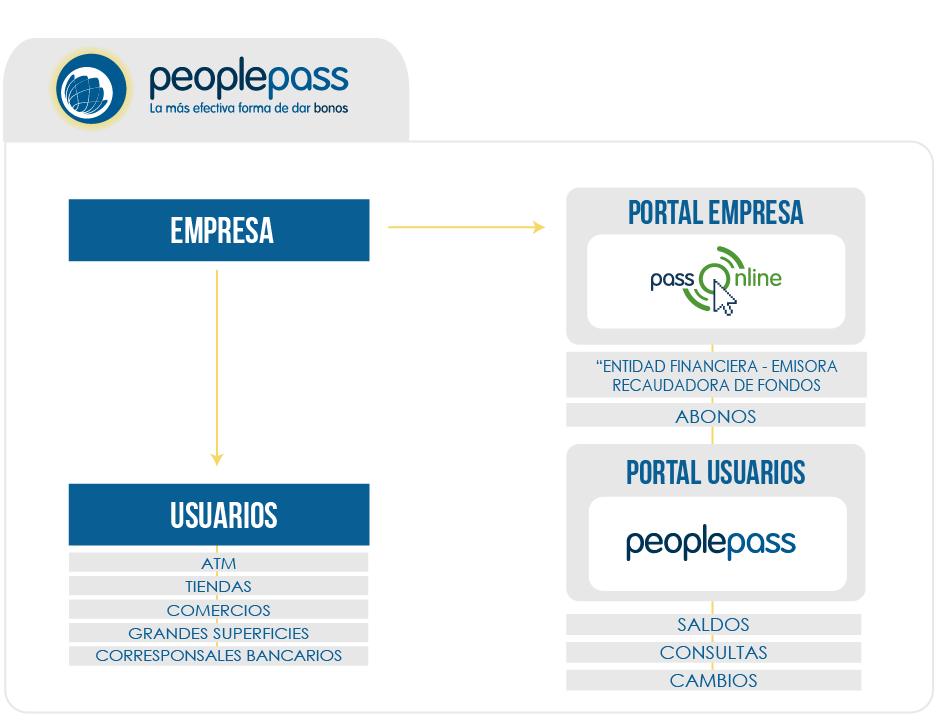 peoplepass
La más efectiva forma de dar bonos
EMPRESA
USUARIOS
ATM
TIENDAS
COMERCIOS
GRANDES SUPERFICIES
CORRESPONSALES BANCARIOS
PORTAL EMPRESA
pass Online
“ENTIDAD FINANCIERA - EMISORA
RECAUDADORA DE FONDOS
ABONOS
PORTAL USUARIOS
peoplepass
SALDOS
CONSULTAS
CAMBIOS